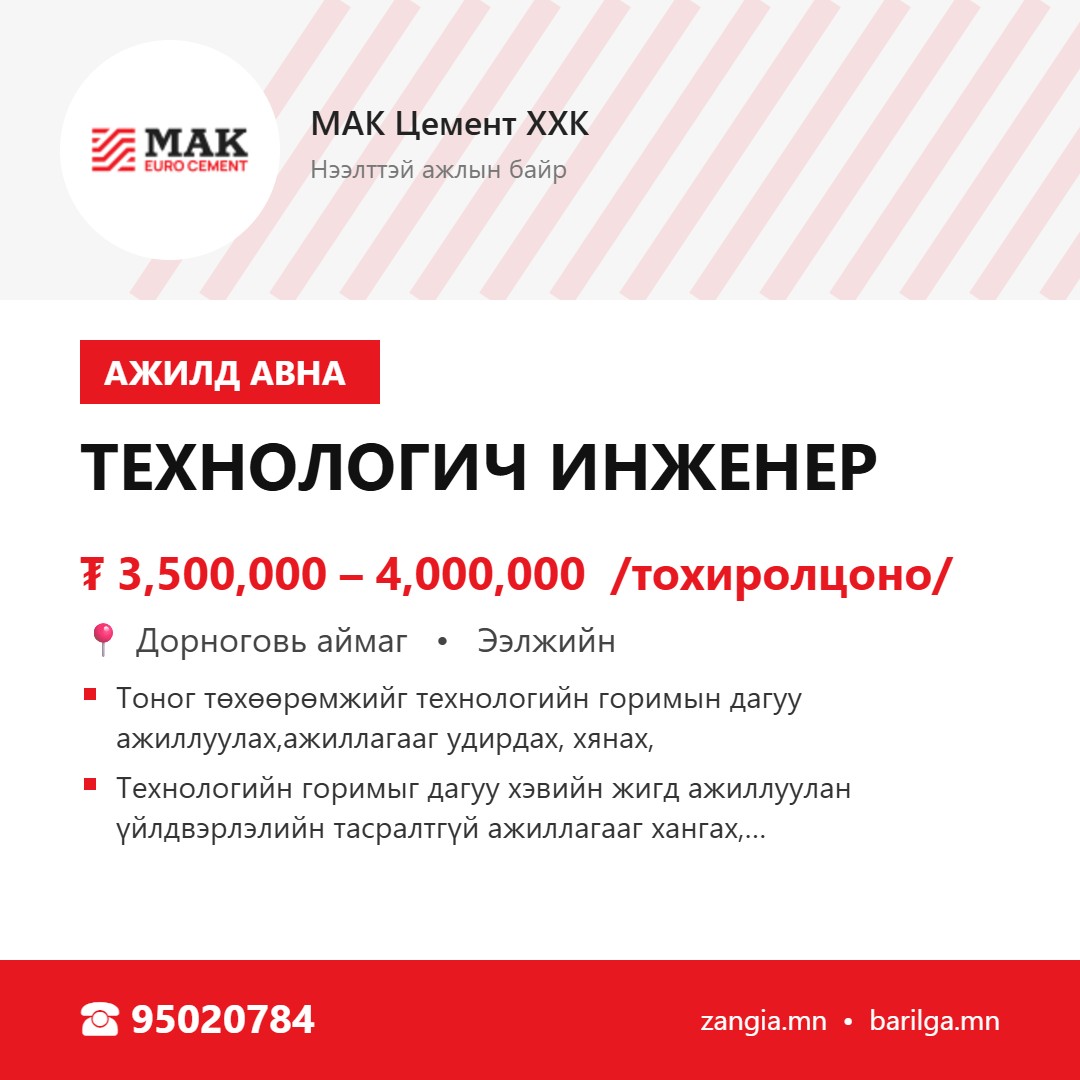 МАК
EURO CEMENT
МАК Цемент ХХК
Нээлттэй ажлын байр
АЖИЛД АВНА
ТЕХНОЛОГИЧ ИНЖЕНЕР
₮ 3,500,000 – 4,000,000 /тохиролцоно/
Дорноговь аймаг • Ээлжийн
Тоног төхөөрөмжийг технологийн горимын дагуу
ажиллуулах,ажиллагааг удирдах, хянах,
Технологийн горимыг дагуу хэвийн жигд ажиллуулан
үйлдвэрлэлийн тасралтгүй ажиллагааг хангах,...
☎ 95020784
zangia.mn • barilga.mn